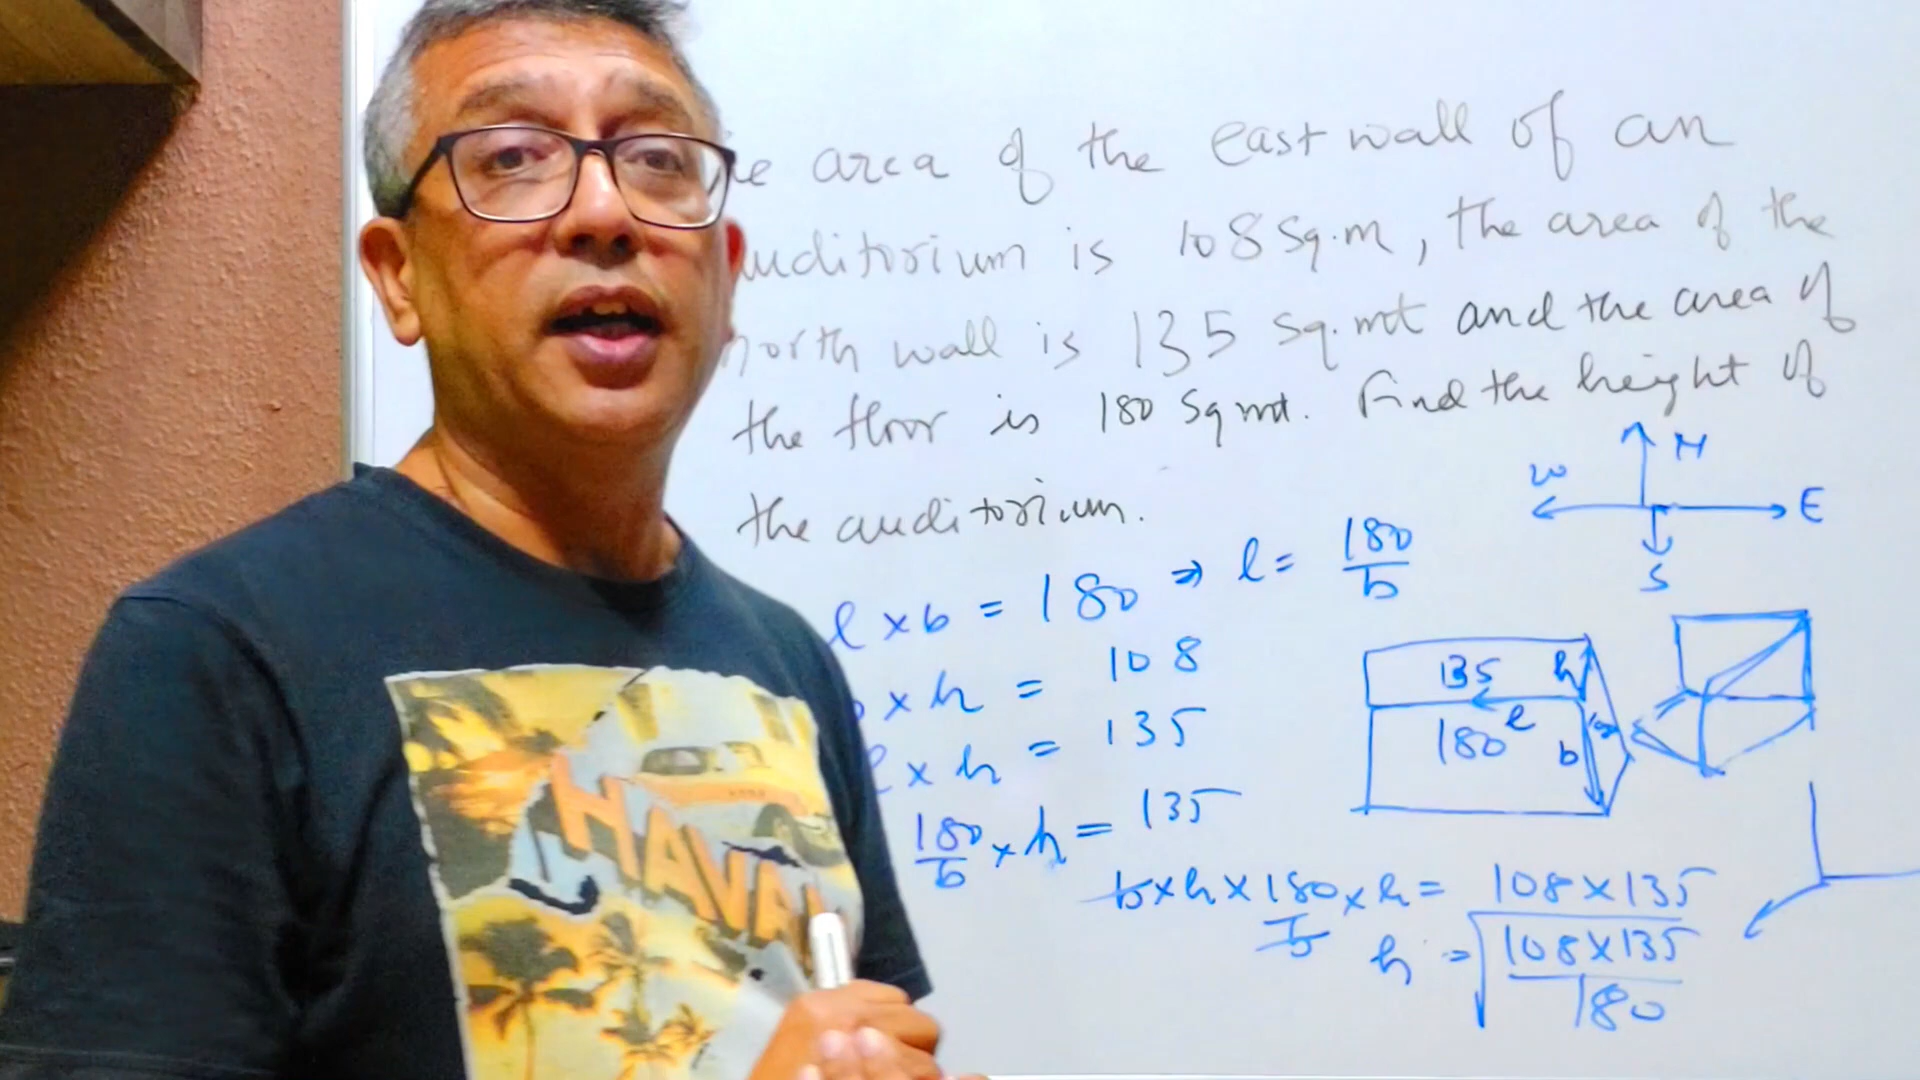 area of the east wall of an
auditorium is 108 sq.m, the area of the
north wall is 135 sq.mt and the area of
the floor is 180 sq mt. Find the height of
the auditorium.
N
W E
S
l × b = 180 ⇒ l = 180/b
× h = 108
l × h = 135
180/b × h = 135
135 h
l
180 b
b × h × 180/b × h = 108 × 135
h = √(108 × 135 / 180)
HAVA